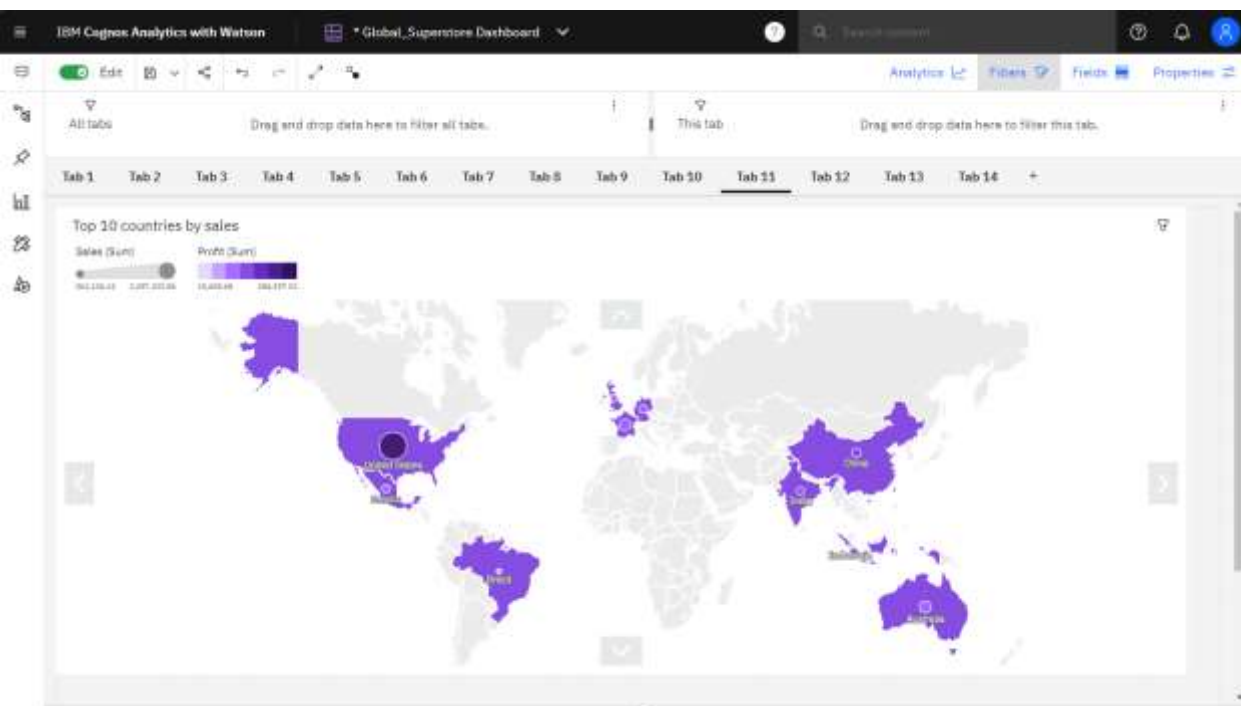 IBM Cognos Analytics with Watson
* Global_Superstore Dashboard
Search content
Edit
Analytics
Filters
Fields
Properties
All tabs
Drag and drop data here to filter all tabs.
This tab
Drag and drop data here to filter this tab.
Tab 1 Tab 2 Tab 3 Tab 4 Tab 5 Tab 6 Tab 7 Tab 8 Tab 9 Tab 10 Tab 11 Tab 12 Tab 13 Tab 14 +
Top 10 countries by sales
Sales (Sum) Profit (Sum)
United States
China
Mexico
India
Indonesia
Brazil
Australia